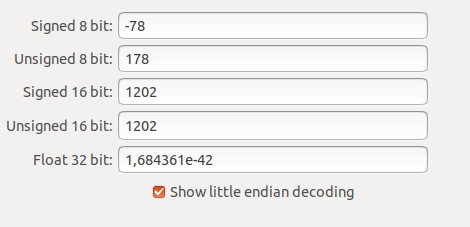 Signed 8 bit: -78
Unsigned 8 bit: 178
Signed 16 bit: 1202
Unsigned 16 bit: 1202
Float 32 bit: 1,684361e-42
Show little endian decoding